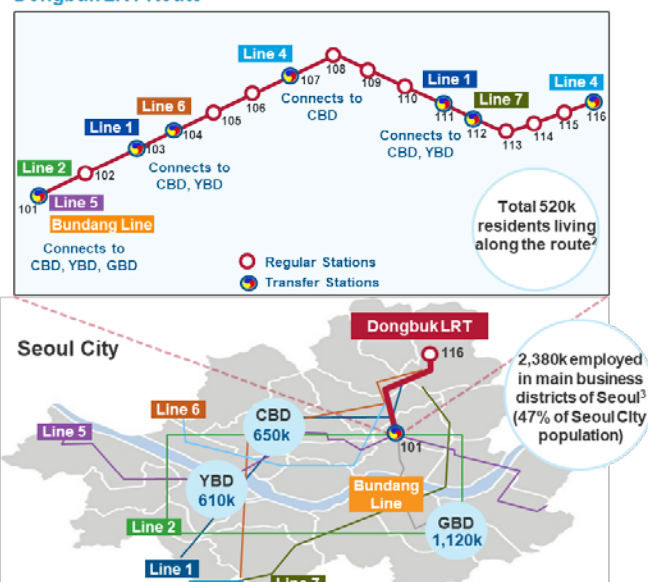 Dongbuk LRT Route
Line 4
108
109
107
110
Line 1
Line 4
Line 6
106
Connects to
CBD
111
Line 7
116
Line 1
105
112
115
104
114
103
113
Connects to
CBD, YBD
Connects to
CBD, YBD
Line 2
102
101
Line 5
Bundang Line
Connects to
CBD, YBD, GBD
Regular Stations
Transfer Stations
Total 520k
residents living
along the route2
Seoul City
Dongbuk LRT
116
2,380k employed
in main business
districts of Seoul3
(47% of Seoul City
population)
Line 6
CBD
650k
Line 5
101
YBD
610k
Bundang
Line
Line 2
GBD
1,120k
Line 1
Line 7